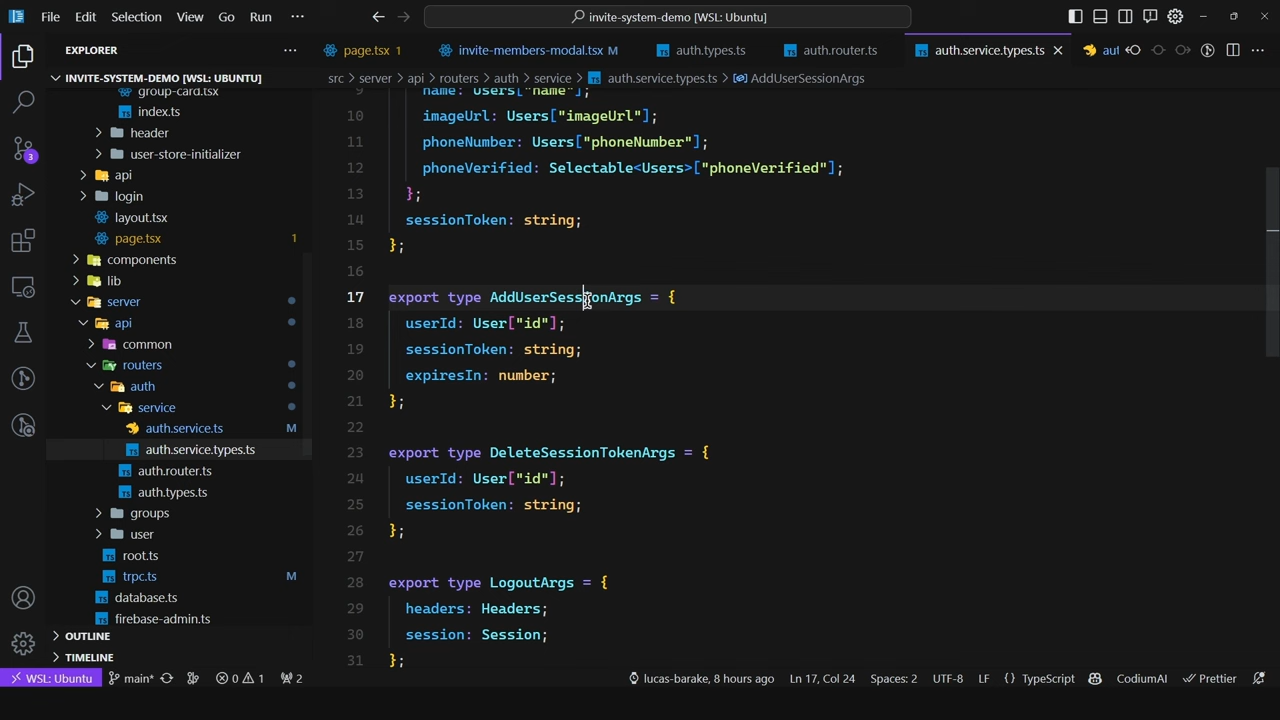 File Edit Selection View Go Run ··· invite-system-demo [WSL: Ubuntu]
EXPLORER ···
page.tsx 1
invite-members-modal.tsx M
auth.types.ts
auth.router.ts
auth.service.types.ts
aut
INVITE-SYSTEM-DEMO [WSL: UBUNTU]
group-card.tsx
index.ts
header
user-store-initializer
api
login
layout.tsx
page.tsx 1
components
lib
server
api
common
routers
auth
service
auth.service.ts M
auth.service.types.ts
auth.router.ts
auth.types.ts
groups
user
root.ts
trpc.ts M
database.ts
firebase-admin.ts
OUTLINE
TIMELINE
3
src > server > api > routers > auth > service > auth.service.types.ts > AddUserSessionArgs
9 name: Users["name"];
10 imageUrl: Users["imageUrl"];
11 phoneNumber: Users["phoneNumber"];
12 phoneVerified: Selectable<Users>["phoneVerified"];
13 };
14 sessionToken: string;
15 };
16
17 export type AddUserSessionArgs = {
18 userId: User["id"];
19 sessionToken: string;
20 expiresIn: number;
21 };
22
23 export type DeleteSessionTokenArgs = {
24 userId: User["id"];
25 sessionToken: string;
26 };
27
28 export type LogoutArgs = {
29 headers: Headers;
30 session: Session;
31 };
WSL: Ubuntu main* 0 1 2 lucas-barake, 8 hours ago Ln 17, Col 24 Spaces: 2 UTF-8 LF {} TypeScript CodiumAI Prettier